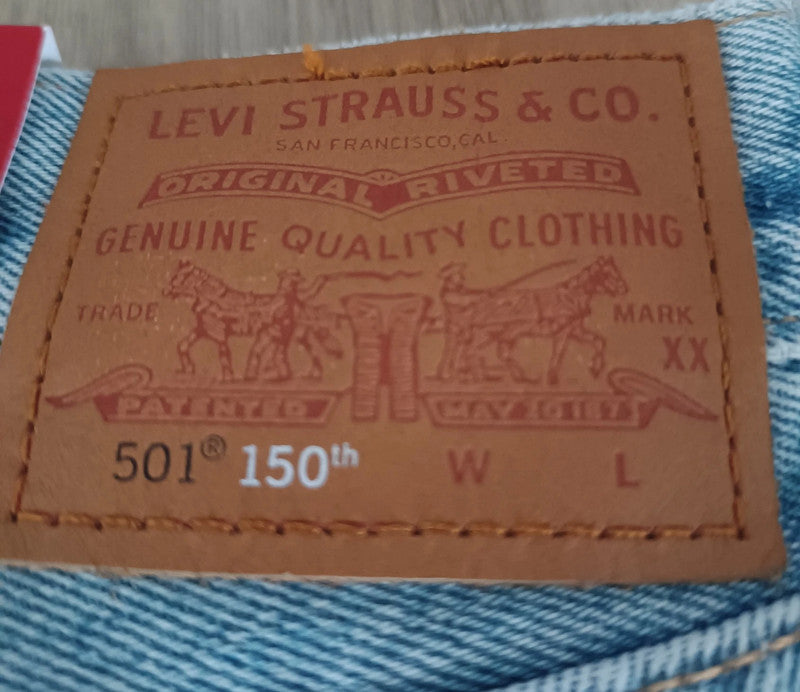 LEVI STRAUSS & CO.
SAN FRANCISCO, CAL.
ORIGINAL RIVETED
GENUINE QUALITY CLOTHING
TRADE MARK
XX
PATENTED MAY 20 1873
501® 150th W L